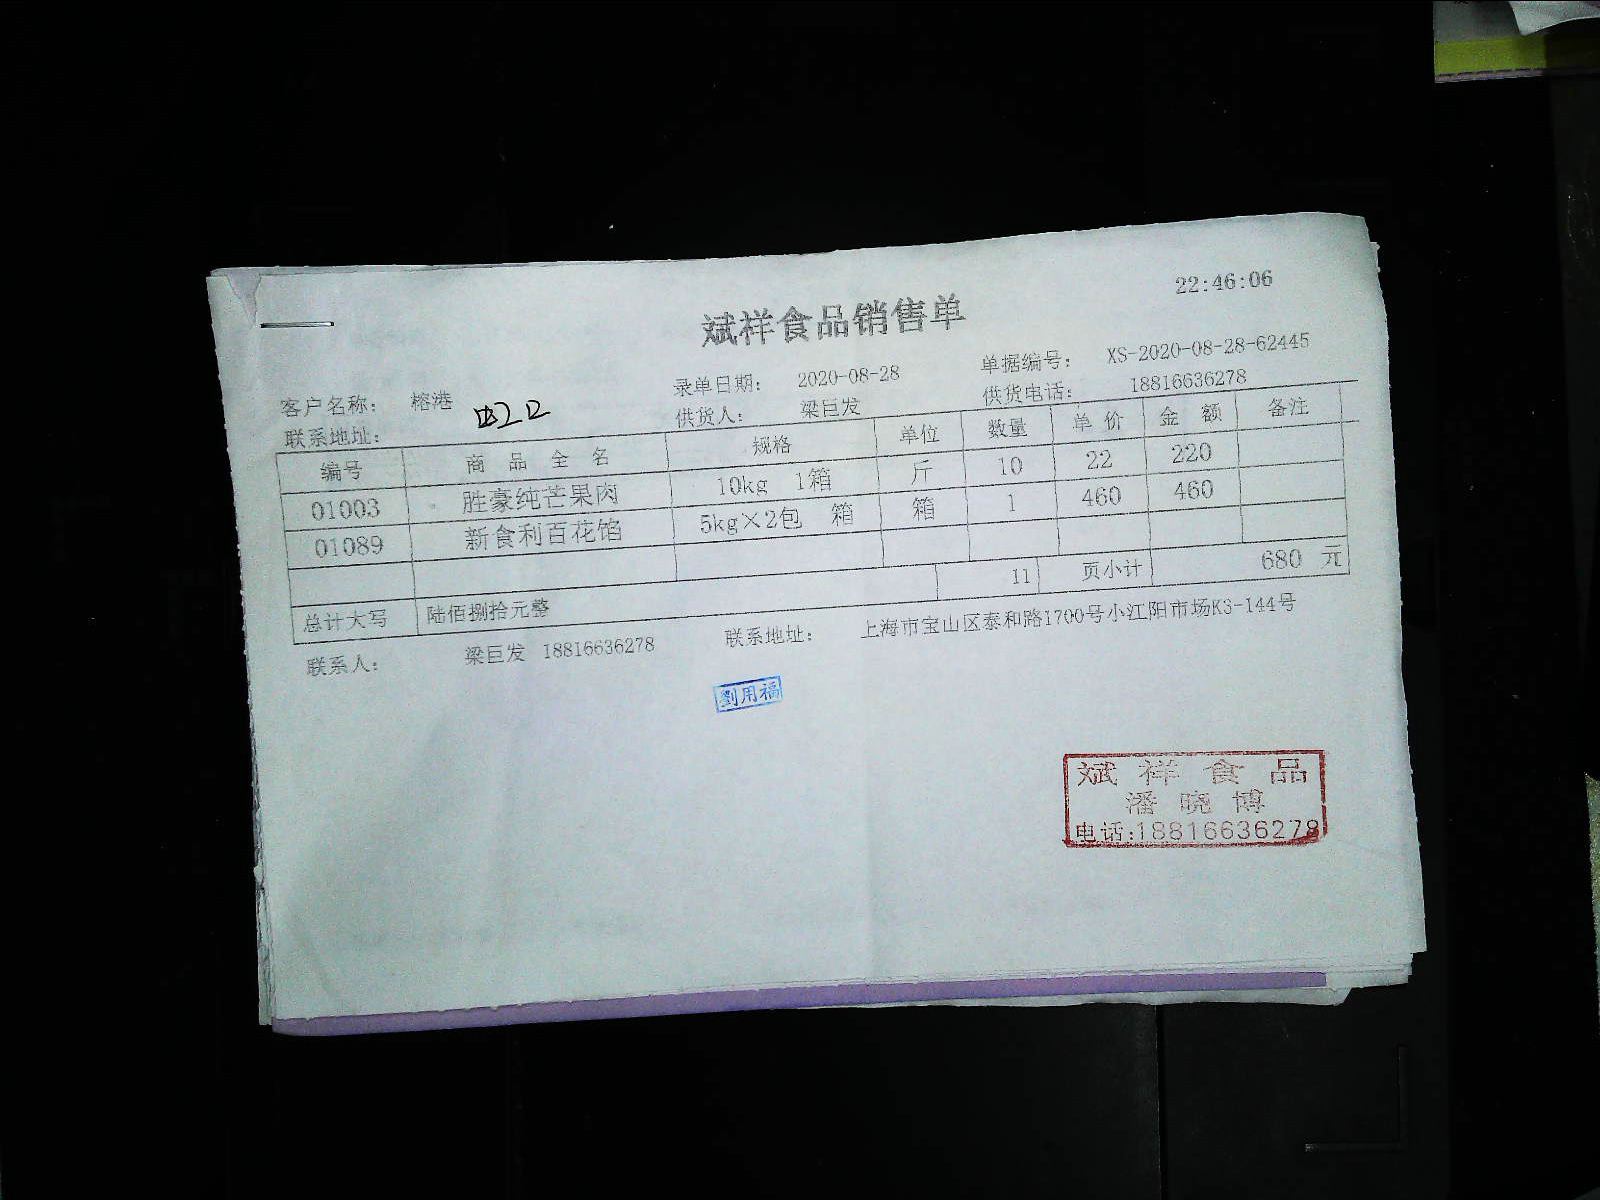 22:46:06
斌祥食品销售单
客户名称： 榕港 录单日期： 2020-08-28 单据编号： XS-2020-08-28-62445
联系地址： 供货人： 梁巨发 供货电话： 18816636278
编号 商品全名 规格 单位 数量 单价 金额 备注
01003 胜豪纯芒果肉 10kg 1箱 斤 10 22 220
01089 新食利百花馅 5kg×2包 箱 箱 1 460 460
11 页小计 680 元
总计大写 陆佰捌拾元整
联系人： 梁巨发 18816636278 联系地址： 上海市宝山区泰和路1700号小江阳市场K3-144号
劉用福
斌祥食品
潘晓博
电话:18816636278